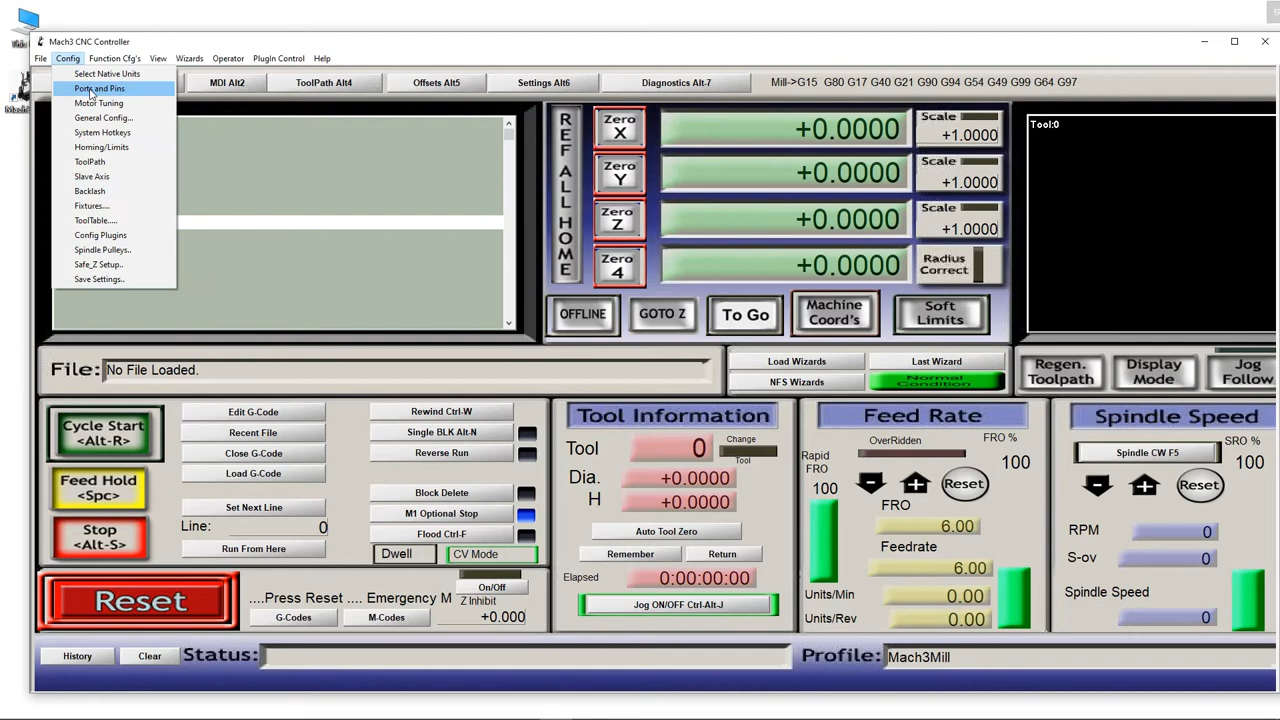 This
Mach3
Mach3 CNC Controller
File Config Function Cfg's View Wizards Operator PlugIn Control Help
Select Native Units
Ports and Pins
Motor Tuning
General Config...
System Hotkeys
Homing/Limits
ToolPath
Slave Axis
Backlash
Fixtures....
ToolTable.....
Config Plugins
Spindle Pulleys..
Safe_Z Setup..
Save Settings..
MDI Alt2 ToolPath Alt4 Offsets Alt5 Settings Alt6 Diagnostics Alt-7 Mill->G15 G80 G17 G40 G21 G90 G94 G54 G49 G99 G64 G97
REF ALL HOME
Zero X +0.0000 Scale +1.0000
Zero Y +0.0000 Scale +1.0000
Zero Z +0.0000 Scale +1.0000
Zero 4 +0.0000 Radius Correct
OFFLINE GOTO Z To Go Machine Coord's Soft Limits
Tool:0
File: No File Loaded.
Load Wizards Last Wizard
NFS Wizards Normal Condition
Regen. Toolpath Display Mode Jog Follow
Cycle Start <Alt-R>
Feed Hold <Spc>
Stop <Alt-S>
Edit G-Code
Recent File
Close G-Code
Load G-Code
Set Next Line
Line: 0
Run From Here
Rewind Ctrl-W
Single BLK Alt-N
Reverse Run
Block Delete
M1 Optional Stop
Flood Ctrl-F
Dwell CV Mode
Reset ....Press Reset .... Emergency M
G-Codes M-Codes
On/Off
Z Inhibit
+0.000
Tool Information
Tool 0 Change Tool
Dia. +0.0000
H +0.0000
Auto Tool Zero
Remember Return
Elapsed 0:00:00:00
Jog ON/OFF Ctrl-Alt-J
Feed Rate
OverRidden FRO % 100
Rapid FRO 100
Reset
FRO
6.00
Feedrate
6.00
Units/Min 0.00
Units/Rev 0.00
Spindle Speed
Spindle CW F5 SRO % 100
Reset
RPM 0
S-ov 0
Spindle Speed
0
History Clear Status: Profile: Mach3Mill